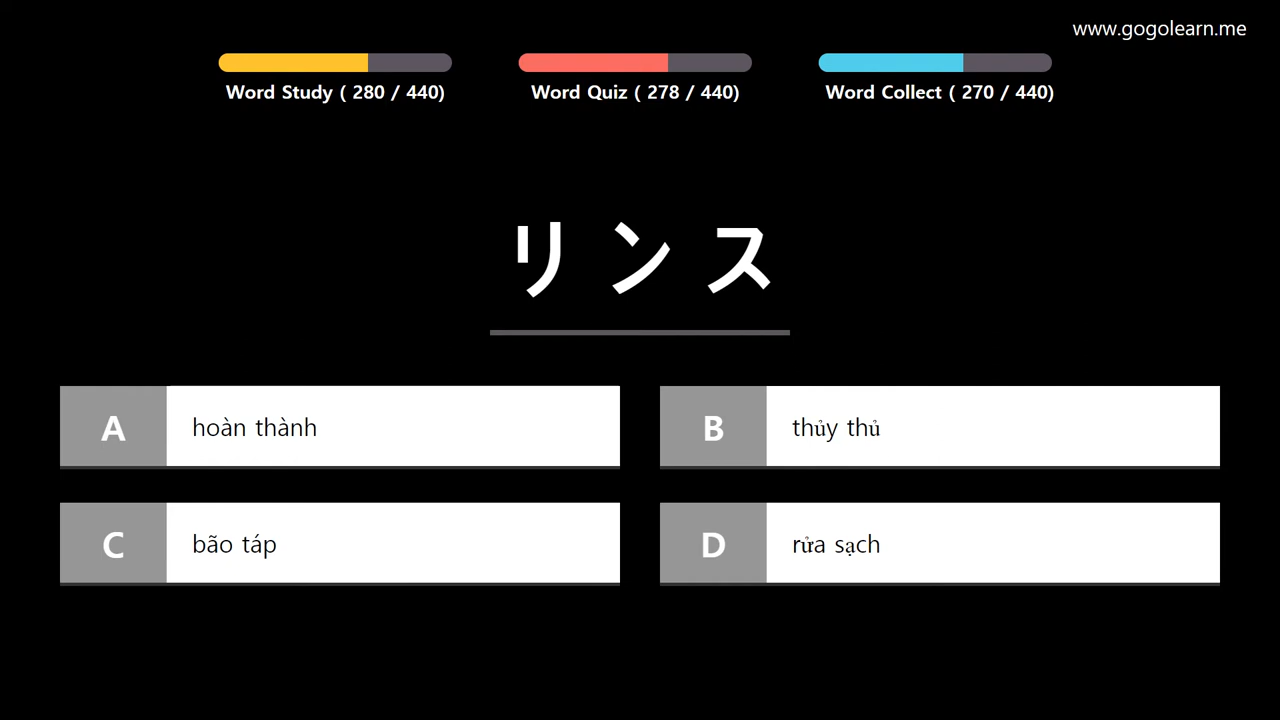 www.gogolearn.me
Word Study ( 280 / 440)
Word Quiz ( 278 / 440)
Word Collect ( 270 / 440)
リンス
A hoàn thành
B thủy thủ
C bão táp
D rửa sạch